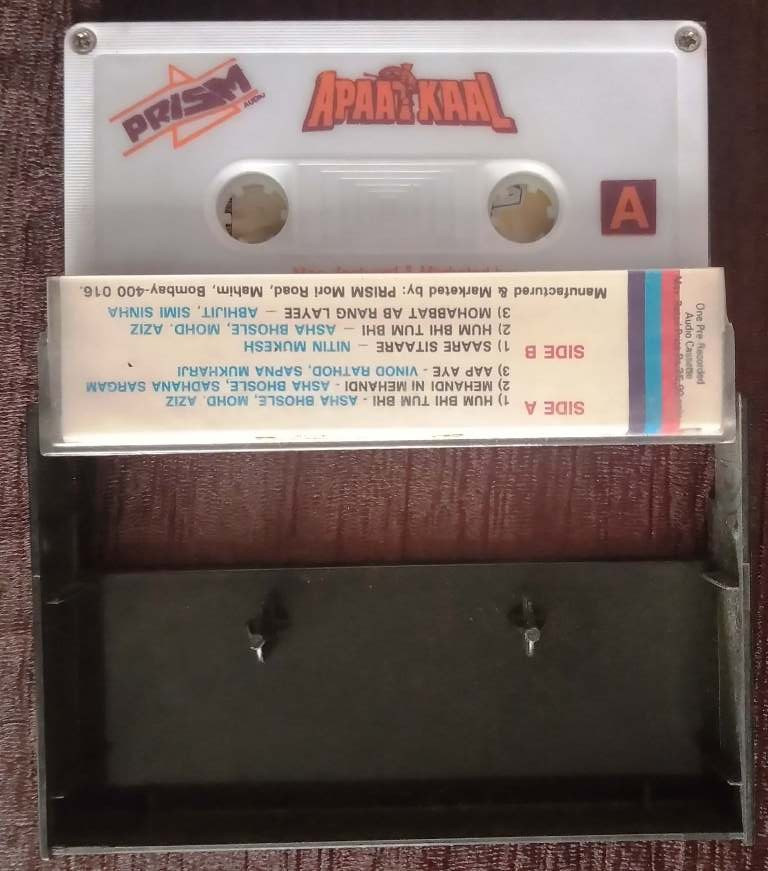 PRISM
AUDIO
APAATKAAL
A
One Pre Recorded
Audio Cassette
SIDE A
1) HUM BHI TUM BHI - ASHA BHOSLE, MOHD. AZIZ
2) MEHANDI NI MEHANDI - ASHA BHOSLE, SADHANA SARGAM
3) AAP AYE - VINOD RATHOD, SAPNA MUKHARJI
SIDE B
1) SAARE SITAARE — NITIN MUKESH
2) HUM BHI TUM BHI — ASHA BHOSLE, MOHD. AZIZ
3) MOHABBAT AB RANG LAYEE — ABHIJIT, SIMI SINHA
Manufactured & Marketed by: PRISM Mori Road, Mahim, Bombay-400 016.